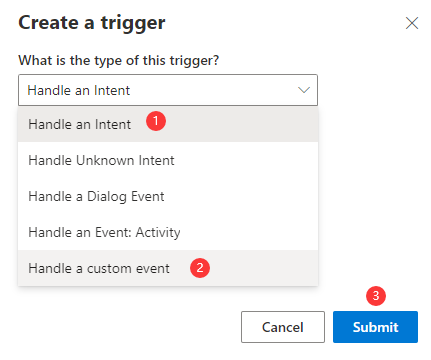 Create a trigger
What is the type of this trigger?
Handle an Intent
Handle an Intent 1
Handle Unknown Intent
Handle a Dialog Event
Handle an Event: Activity
Handle a custom event 2
3
Cancel Submit